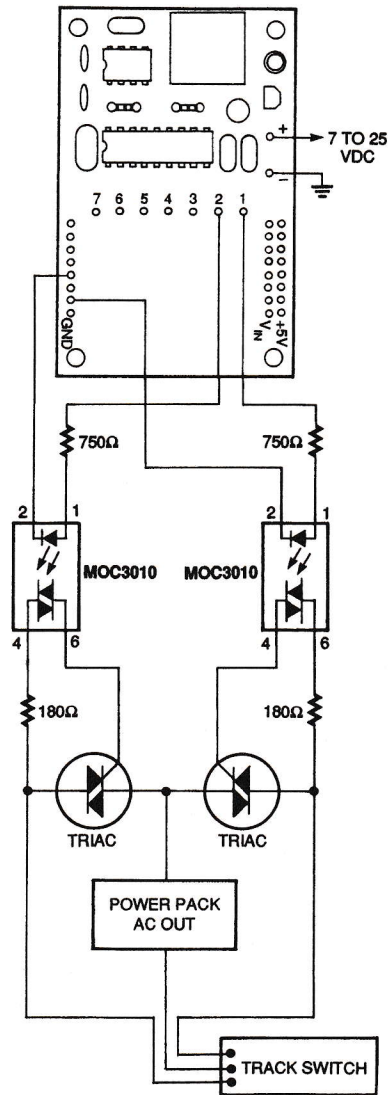 +
7 TO 25
VDC
–
7 6 5 4 3 2 1
GND
VIN
+5V
750Ω
750Ω
2 1
2 1
MOC3010
MOC3010
4 6
4 6
180Ω
180Ω
TRIAC
TRIAC
POWER PACK
AC OUT
TRACK SWITCH